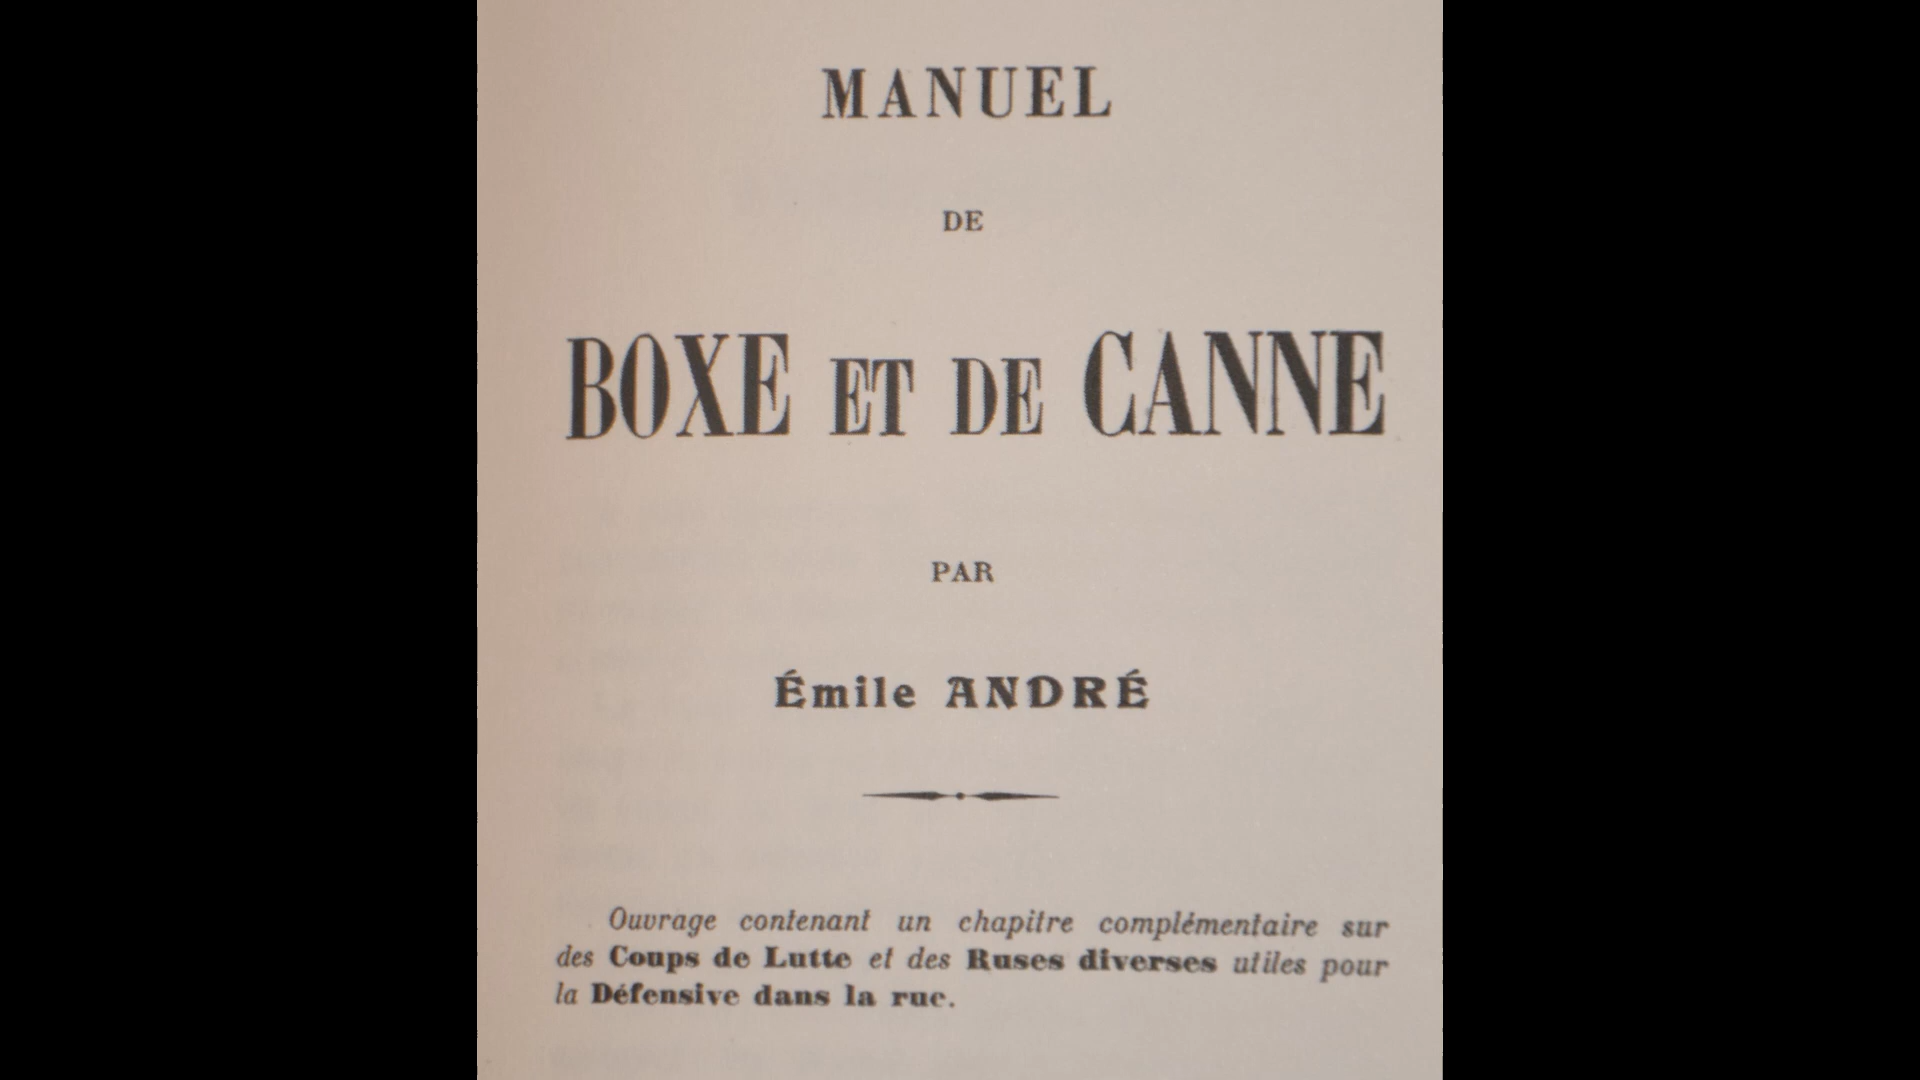 MANUEL
DE
BOXE ET DE CANNE
PAR
Émile ANDRÉ
Ouvrage contenant un chapitre complémentaire sur
des Coups de Lutte et des Ruses diverses utiles pour
la Défensive dans la rue.